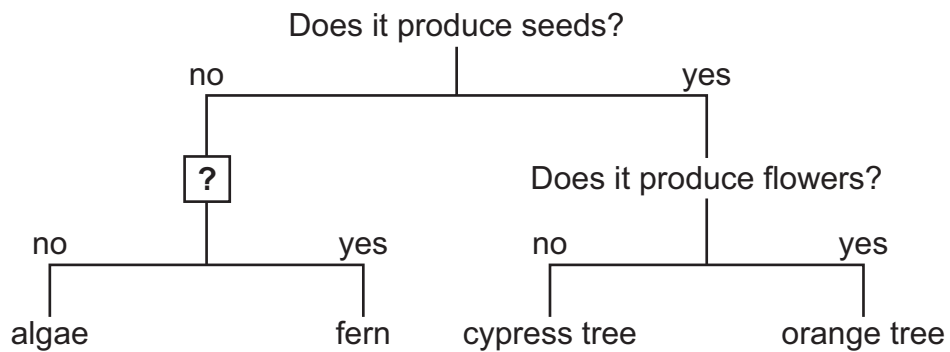 Does it produce seeds?
no yes
?
Does it produce flowers?
no yes no yes
algae fern cypress tree orange tree